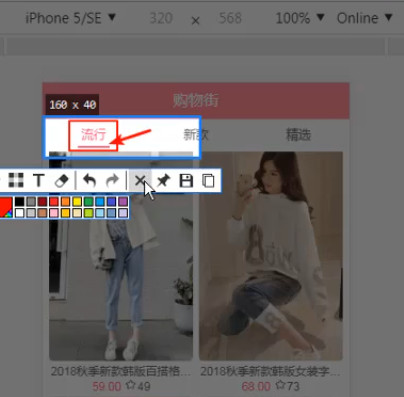 iPhone 5/SE ▼ 320 × 568 100% ▼ Online ▼
购物街
160 x 40
流行 新款 精选
T
2018秋季新款韩版百搭格... 2018秋季新款韩版女装字...
59.00 ☆49 68.00 ☆73